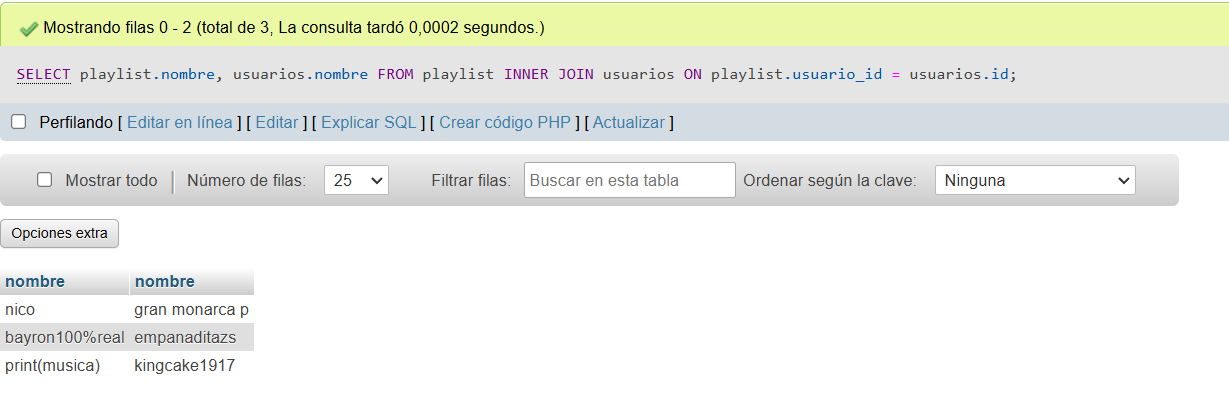 Mostrando filas 0 - 2 (total de 3, La consulta tardó 0,0002 segundos.)
SELECT playlist.nombre, usuarios.nombre FROM playlist INNER JOIN usuarios ON playlist.usuario_id = usuarios.id;
Perfilando [ Editar en línea ] [ Editar ] [ Explicar SQL ] [ Crear código PHP ] [ Actualizar ]
Mostrar todo | Número de filas: 25 Filtrar filas: Buscar en esta tabla Ordenar según la clave: Ninguna
Opciones extra
nombre nombre
nico gran monarca p
bayron100%real empanaditazs
print(musica) kingcake1917